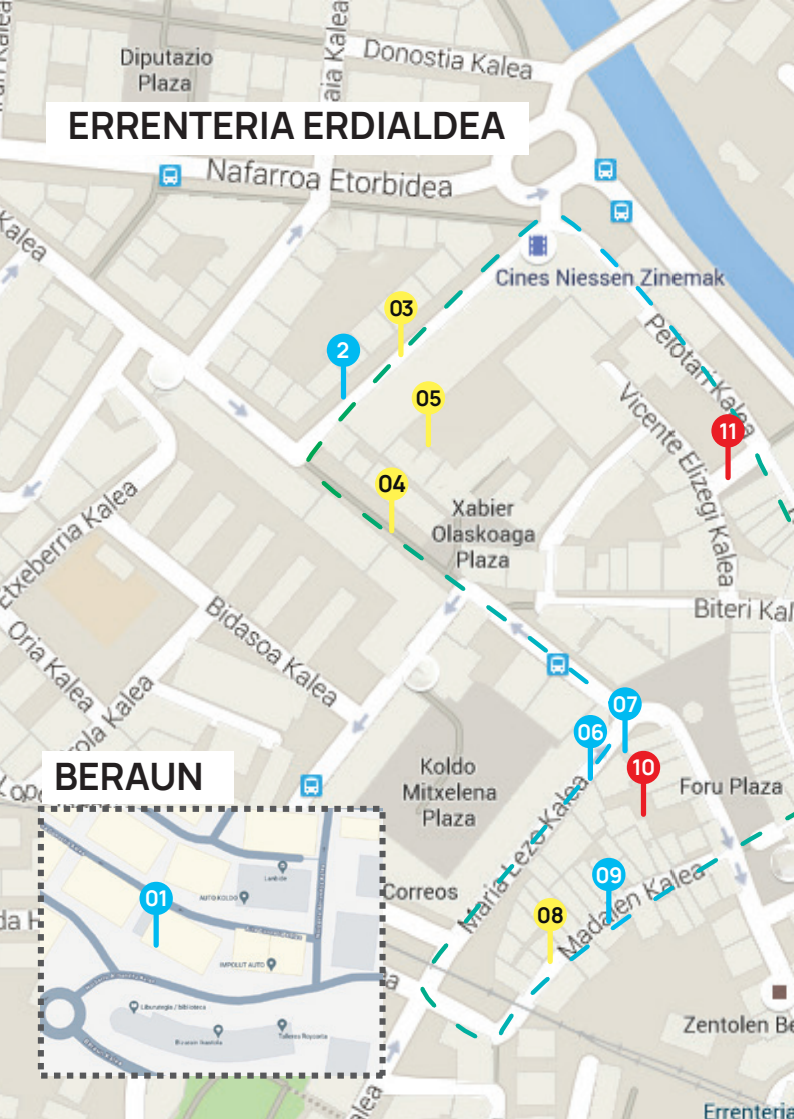 Donostia Kalea
Diputazio
Plaza
ERRENTERIA ERDIALDEA
Nafarroa Etorbidea
Kalea
Cines Niessen Zinemak
03
2
Pelotari Kalea
05
11
Vicente Elizegi Kalea
04
Xabier
Olaskoaga
Plaza
Etxeberria Kalea
Bidasoa Kalea
Biteri Kal
Oria Kalea
07
06
BERAUN
Koldo
Mitxelena
Plaza
10
Foru Plaza
Maria Lezo Kalea
09
Correos
08
Madalen Kalea
01
Lanbide
AUTO KOLDO
IMPOLUT AUTO
Liburutegia / biblioteca
Zentolen Be
Errenteria